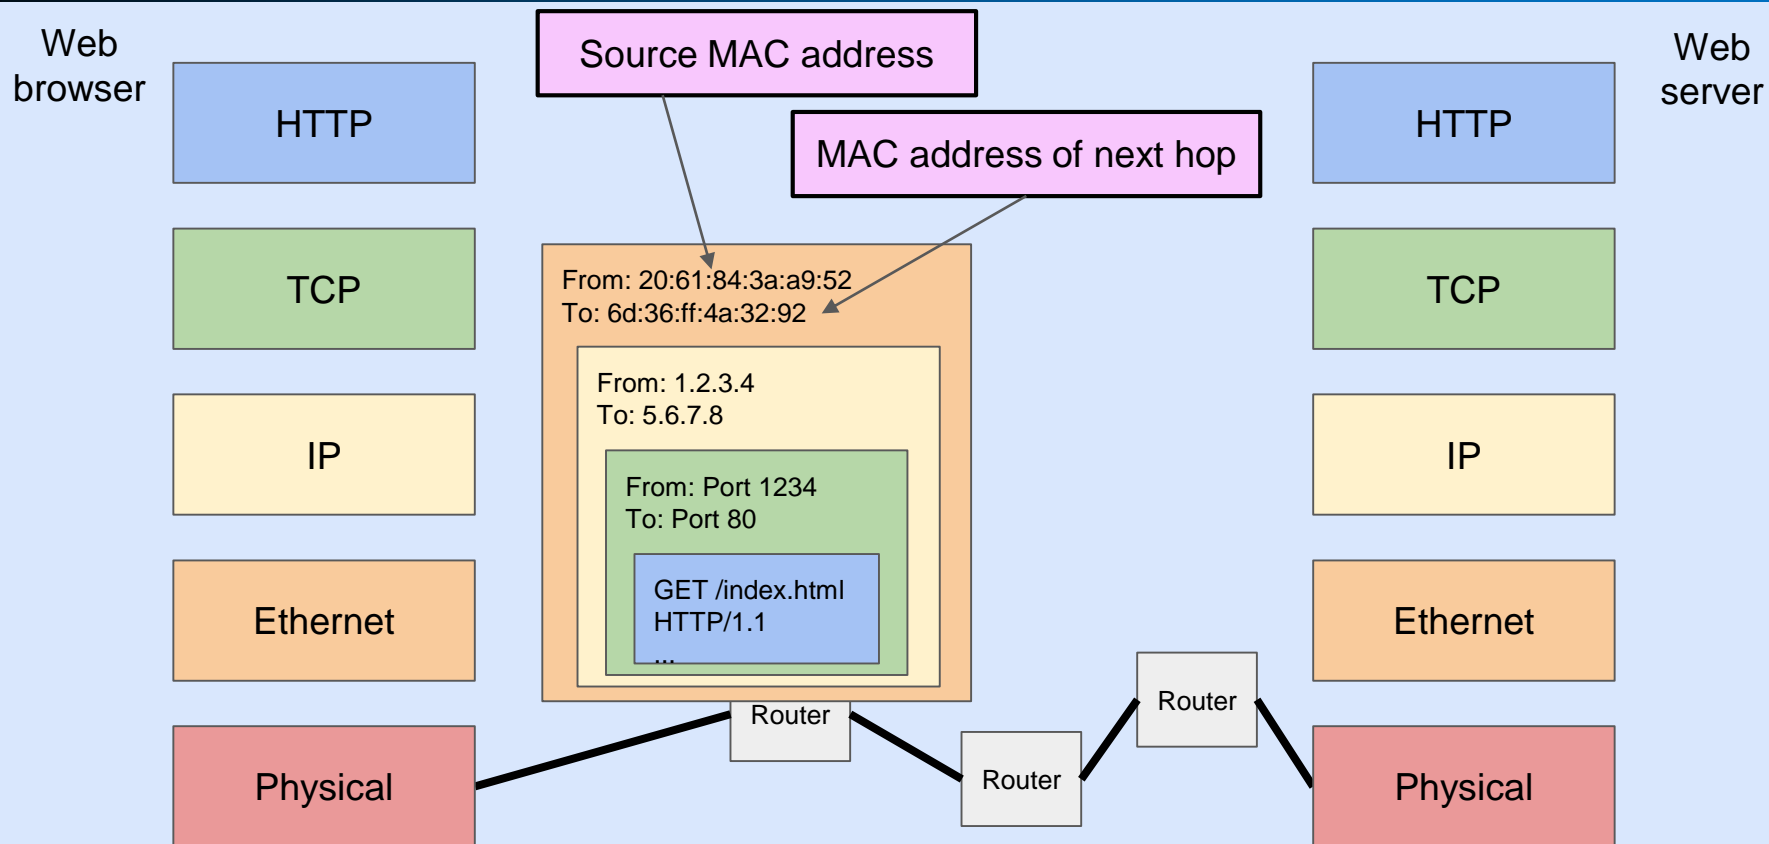 Web
browser
HTTP
TCP
IP
Ethernet
Physical
Source MAC address
MAC address of next hop
From: 20:61:84:3a:a9:52
To: 6d:36:ff:4a:32:92
From: 1.2.3.4
To: 5.6.7.8
From: Port 1234
To: Port 80
GET /index.html
HTTP/1.1
...
Router
Router
Router
Web
server
HTTP
TCP
IP
Ethernet
Physical